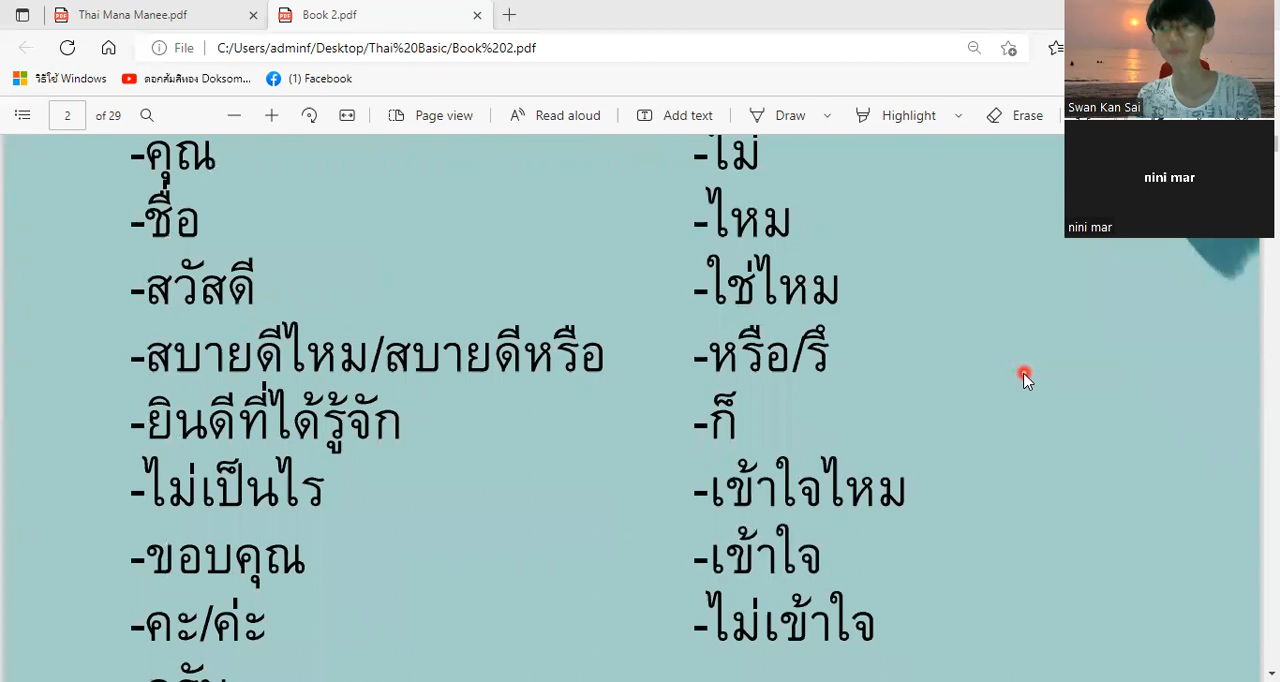 Thai Mana Manee.pdf
Book 2.pdf
File C:/Users/adminf/Desktop/Thai%20Basic/Book%202.pdf
วิธีใช้ Windows
ดอกส้มสีทอง Doksom...
(1) Facebook
2 of 29
Page view
Read aloud
Add text
Draw
Highlight
Erase
Swan Kan Sai
nini mar
nini mar
-คุณ
-ชื่อ
-สวัสดี
-สบายดีไหม/สบายดีหรือ
-ยินดีที่ได้รู้จัก
-ไม่เป็นไร
-ขอบคุณ
-คะ/ค่ะ
-ไม่
-ไหม
-ใช่ไหม
-หรือ/รึ
-ก็
-เข้าใจไหม
-เข้าใจ
-ไม่เข้าใจ